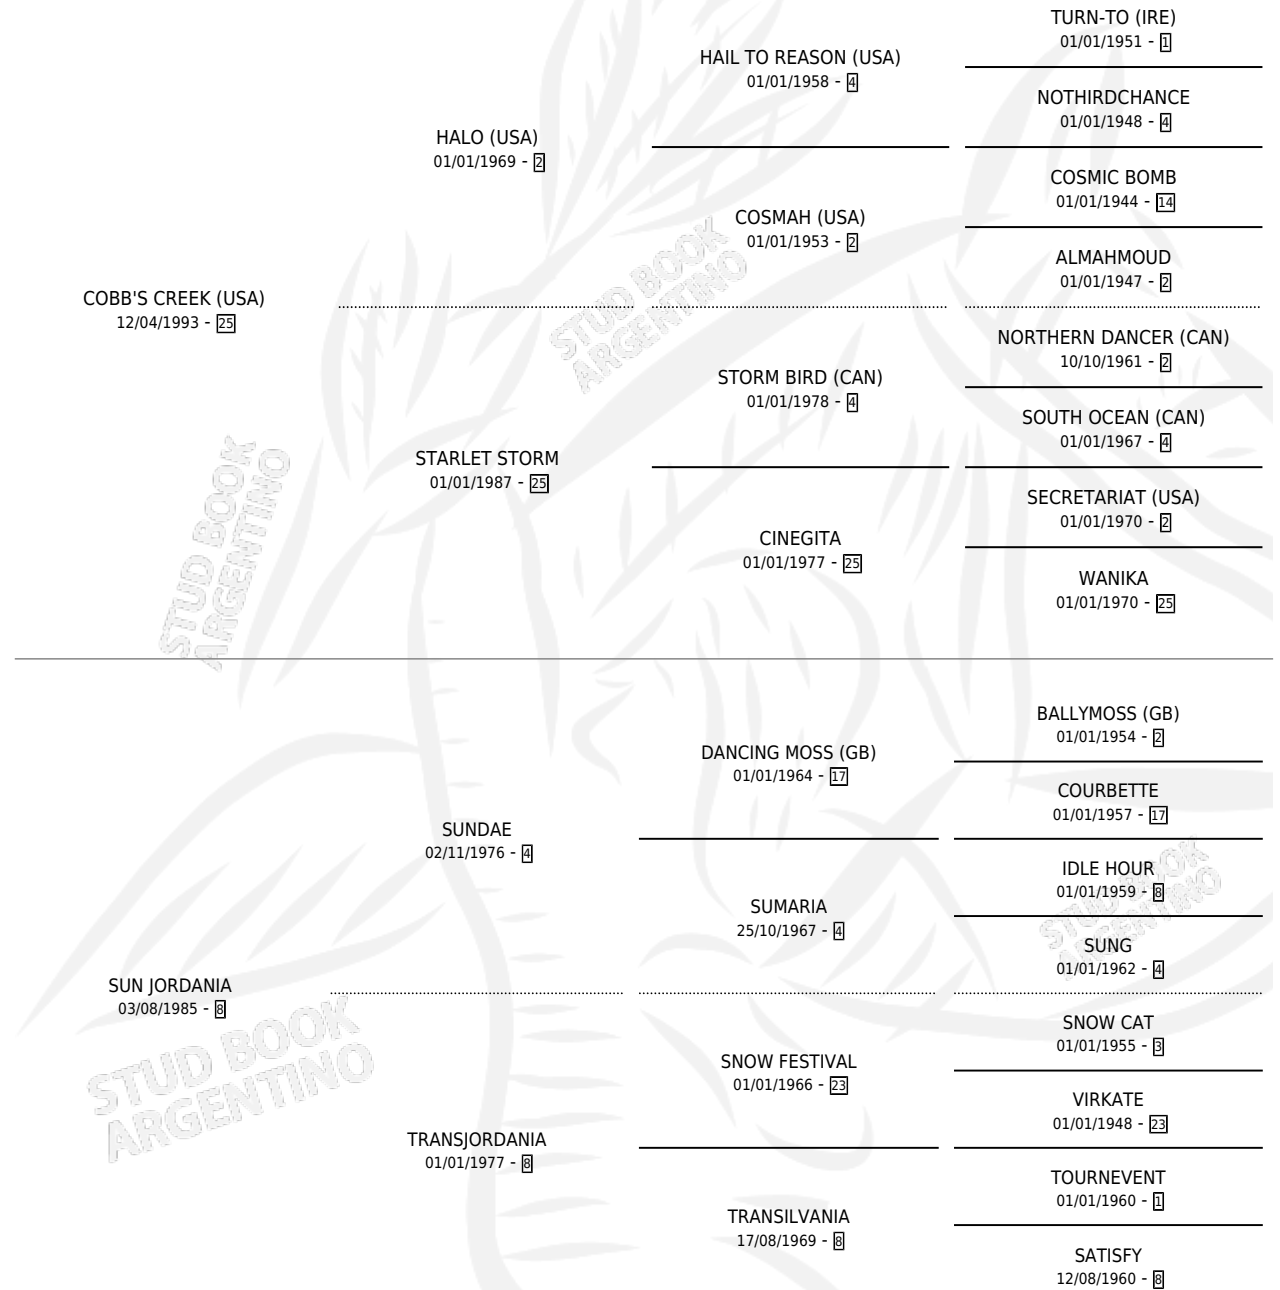 TURN-TO (IRE)
01/01/1951 - 1
HAIL TO REASON (USA)
01/01/1958 - 4
NOTHIRDCHANCE
01/01/1948 - 4
HALO (USA)
01/01/1969 - 2
COSMIC BOMB
01/01/1944 - 14
COSMAH (USA)
01/01/1953 - 2
ALMAHMOUD
01/01/1947 - 2
COBB'S CREEK (USA)
12/04/1993 - 25
NORTHERN DANCER (CAN)
10/10/1961 - 2
STORM BIRD (CAN)
01/01/1978 - 4
SOUTH OCEAN (CAN)
01/01/1967 - 4
STARLET STORM
01/01/1987 - 25
SECRETARIAT (USA)
01/01/1970 - 2
CINEGITA
01/01/1977 - 25
WANIKA
01/01/1970 - 25
BALLYMOSS (GB)
01/01/1954 - 2
DANCING MOSS (GB)
01/01/1964 - 17
COURBETTE
01/01/1957 - 17
SUNDAE
02/11/1976 - 4
IDLE HOUR
01/01/1959 - 8
SUMARIA
25/10/1967 - 4
SUNG
01/01/1962 - 4
SUN JORDANIA
03/08/1985 - 8
SNOW CAT
01/01/1955 - 3
SNOW FESTIVAL
01/01/1966 - 23
VIRKATE
01/01/1948 - 23
TRANSJORDANIA
01/01/1977 - 8
TOURNEVENT
01/01/1960 - 1
TRANSILVANIA
17/08/1969 - 8
SATISFY
12/08/1960 - 8
STUD BOOK
ARGENTINO
STUD BOOK
ARGENTINO
STUD BOOK
ARGENTINO
STUD BOOK
ARGENTINO